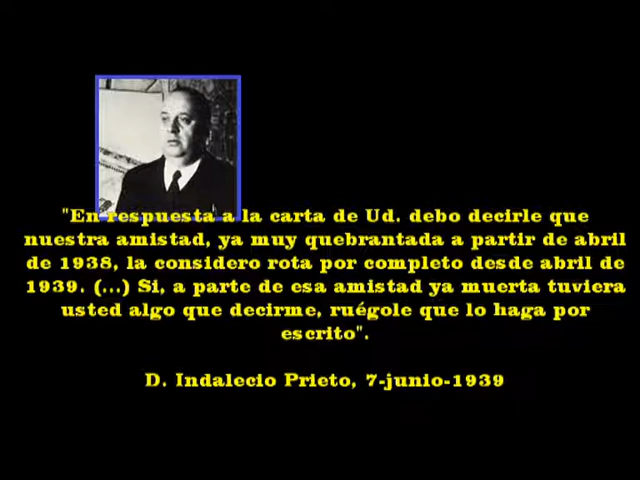 "En respuesta a la carta de Ud. debo decirle que
nuestra amistad, ya muy quebrantada a partir de abril
de 1938, la considero rota por completo desde abril de
1939. (...) Si, a parte de esa amistad ya muerta tuviera
usted algo que decirme, ruégole que lo haga por
escrito".
D. Indalecio Prieto, 7-junio-1939